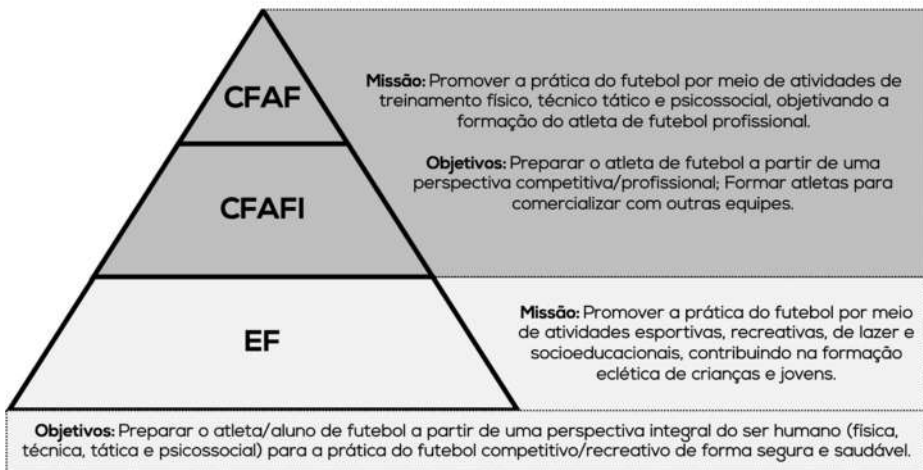 CFAF
Missão: Promover a prática do futebol por meio de atividades de
treinamento físico, técnico tático e psicossocial, objetivando a
formação do atleta de futebol profissional.
CFAFI
Objetivos: Preparar o atleta de futebol a partir de uma
perspectiva competitiva/profissional; Formar atletas para
comercializar com outras equipes.
EF
Missão: Promover a prática do futebol por meio
de atividades esportivas, recreativas, de lazer e
socioeducacionais, contribuindo na formação
eclética de crianças e jovens.
Objetivos: Preparar o atleta/aluno de futebol a partir de uma perspectiva integral do ser humano (física,
técnica, tática e psicossocial) para a prática do futebol competitivo/recreativo de forma segura e saudável.